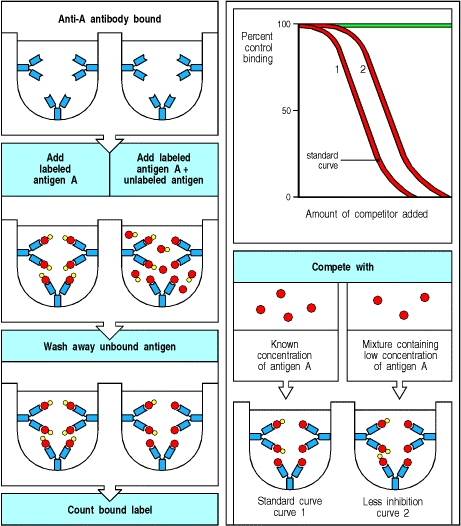 Anti-A antibody bound
Add
labeled
antigen A
Add labeled
antigen A +
unlabeled antigen
Wash away unbound antigen
Count bound label
Percent
control
binding
100
50
0
1
2
standard
curve
Amount of competitor added
Compete with
Known
concentration
of antigen A
Mixture containing
low concentration
of antigen A
Standard curve
curve 1
Less inhibition
curve 2